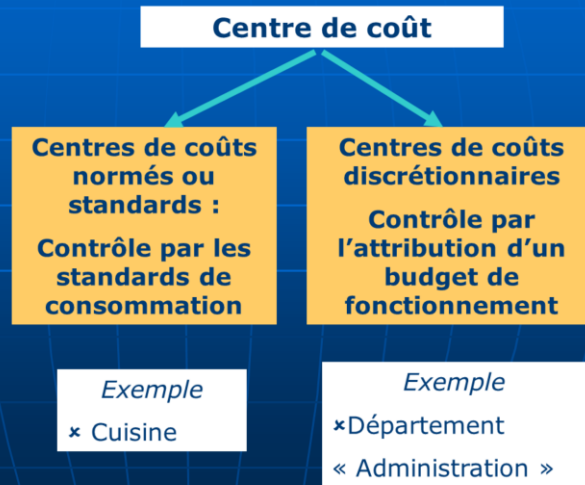 Centre de coût
Centres de coûts
normés ou
standards :
Contrôle par les
standards de
consommation
Centres de coûts
discrétionnaires
Contrôle par
l’attribution d’un
budget de
fonctionnement
Exemple
× Cuisine
Exemple
×Département
« Administration »